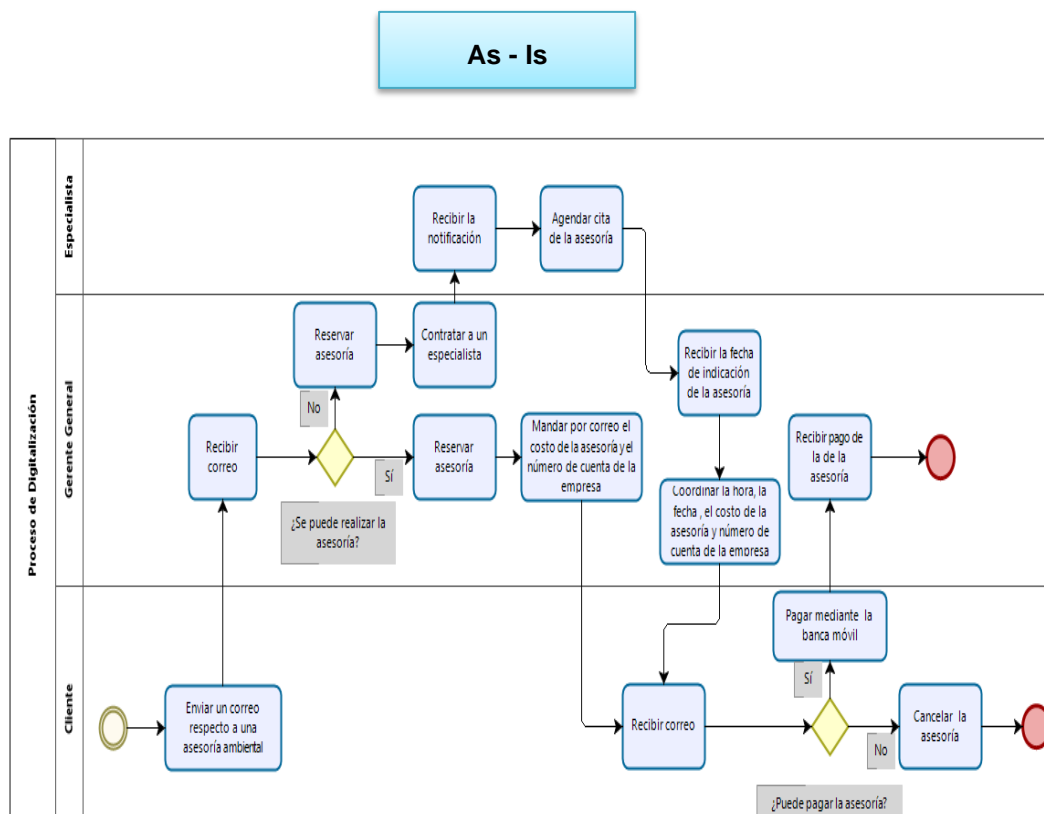 As - Is
Proceso de Digitalización
Especialista
Recibir la
notificación
Agendar cita
de la asesoría
Gerente General
Reservar
asesoría
Contratar a un
especialista
Recibir la fecha
de indicación
de la asesoría
No
Recibir
correo
Sí
¿Se puede realizar la
asesoría?
Reservar
asesoría
Mandar por correo el
costo de la asesoría y el
número de cuenta de la
empresa
Coordinar la hora, la
fecha , el costo de la
asesoría y número de
cuenta de la empresa
Recibir pago de
la de la
asesoría
Cliente
Enviar un correo
respecto a una
asesoría ambiental
Recibir correo
Pagar mediante la
banca móvil
Sí
No
Cancelar la
asesoría
¿Puede pagar la asesoría?